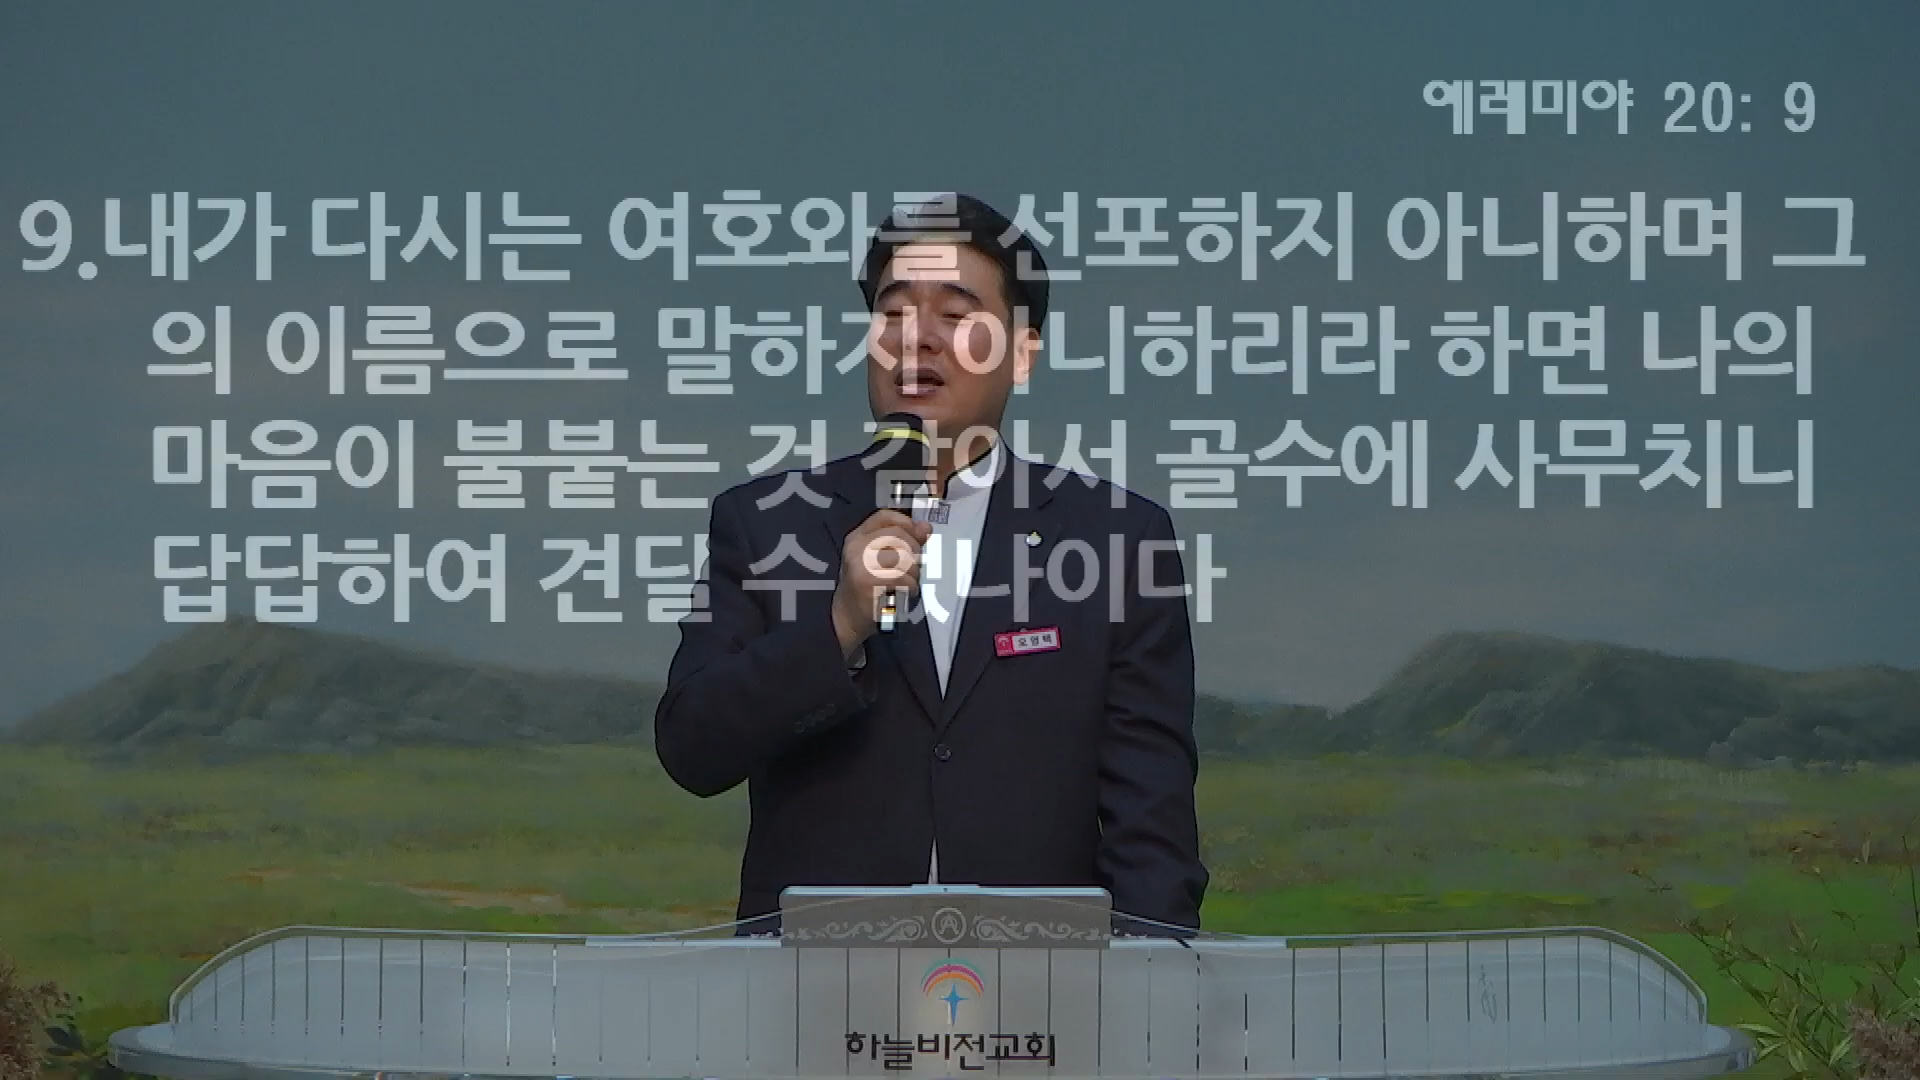 예레미야 20: 9
9.내가 다시는 여호와를 선포하지 아니하며 그
의 이름으로 말하지 아니하리라 하면 나의
마음이 불붙는 것 같아서 골수에 사무치니
답답하여 견딜 수 없나이다
오영택
하늘비전교회